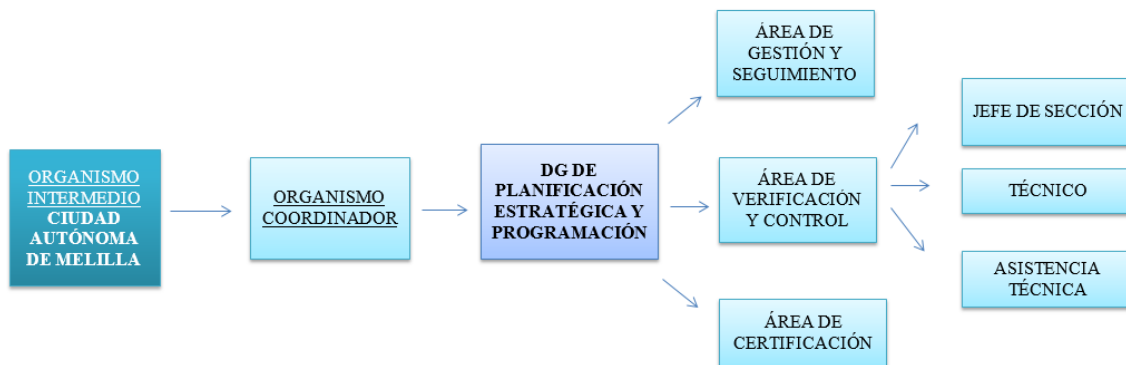 ORGANISMO
INTERMEDIO
CIUDAD
AUTÓNOMA
DE MELILLA
ORGANISMO
COORDINADOR
DG DE
PLANIFICACIÓN
ESTRATÉGICA Y
PROGRAMACIÓN
ÁREA DE
GESTIÓN Y
SEGUIMIENTO
ÁREA DE
VERIFICACIÓN
Y CONTROL
ÁREA DE
CERTIFICACIÓN
JEFE DE SECCIÓN
TÉCNICO
ASISTENCIA
TÉCNICA